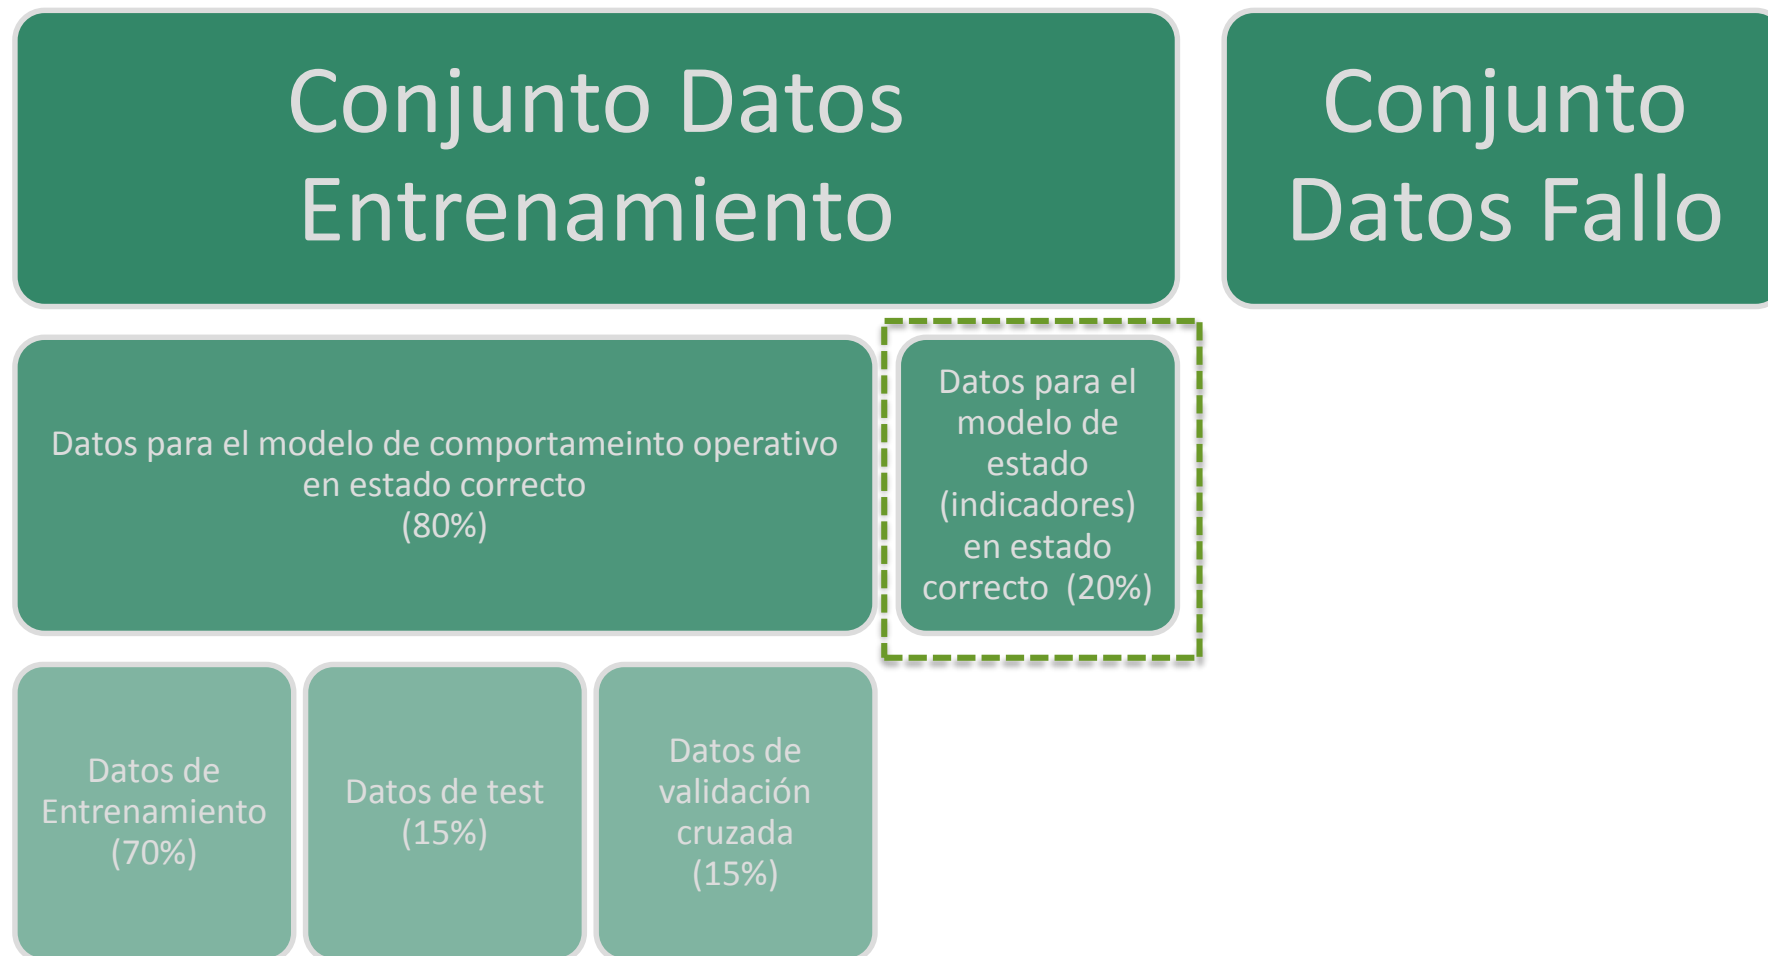 Conjunto Datos
Entrenamiento
Conjunto
Datos Fallo
Datos para el modelo de comportameinto operativo
en estado correcto
(80%)
Datos para el
modelo de
estado
(indicadores)
en estado
correcto (20%)
Datos de
Entrenamiento
(70%)
Datos de test
(15%)
Datos de
validación
cruzada
(15%)